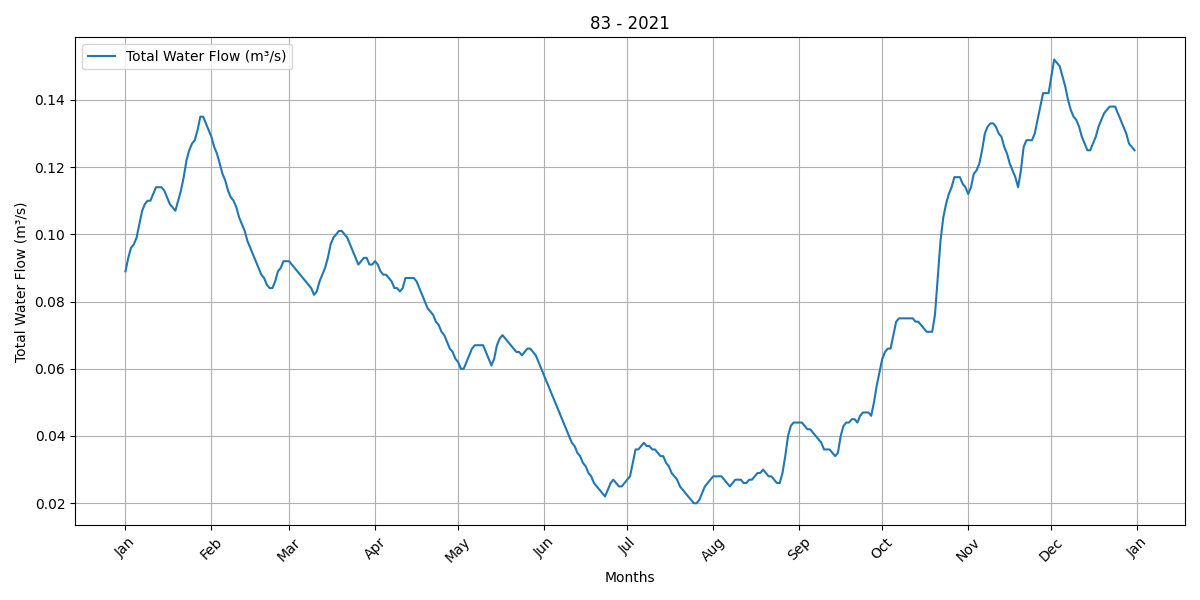 83 - 2021
Total Water Flow (m³/s)
Total Water Flow (m³/s)
0.14
0.12
0.10
0.08
0.06
0.04
0.02
Jan
Feb
Mar
Apr
May
Jun
Jul
Aug
Sep
Oct
Nov
Dec
Jan
Months